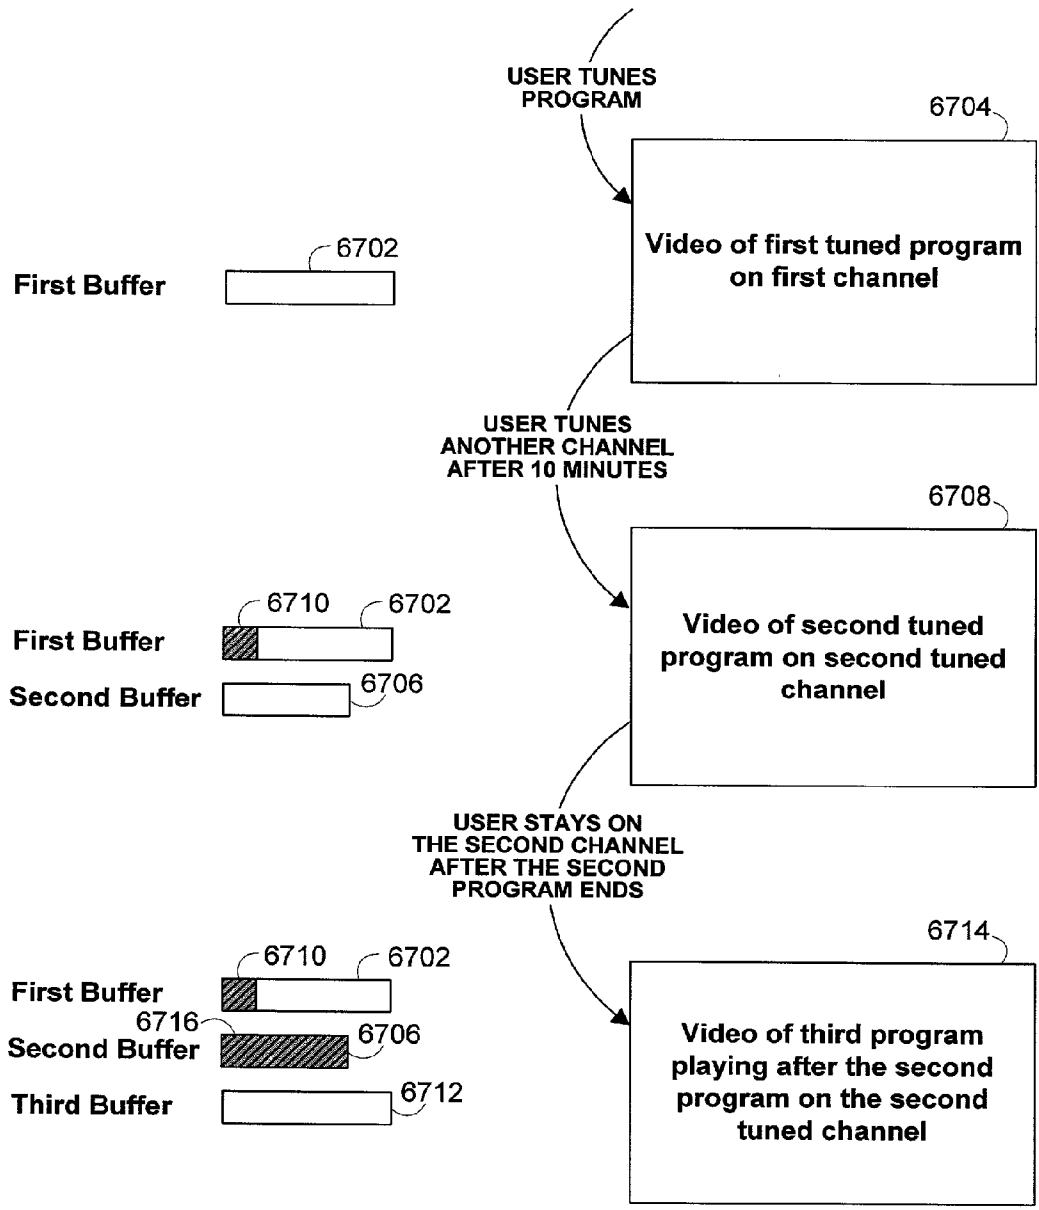 USER TUNES
PROGRAM
6704
Video of first tuned program
on first channel
6702
First Buffer
USER TUNES
ANOTHER CHANNEL
AFTER 10 MINUTES
6708
Video of second tuned
program on second tuned
channel
6710
6702
First Buffer
6706
Second Buffer
USER STAYS ON
THE SECOND CHANNEL
AFTER THE SECOND
PROGRAM ENDS
6714
Video of third program
playing after the second
program on the second
tuned channel
6710
6702
First Buffer
6716
6706
Second Buffer
6712
Third Buffer